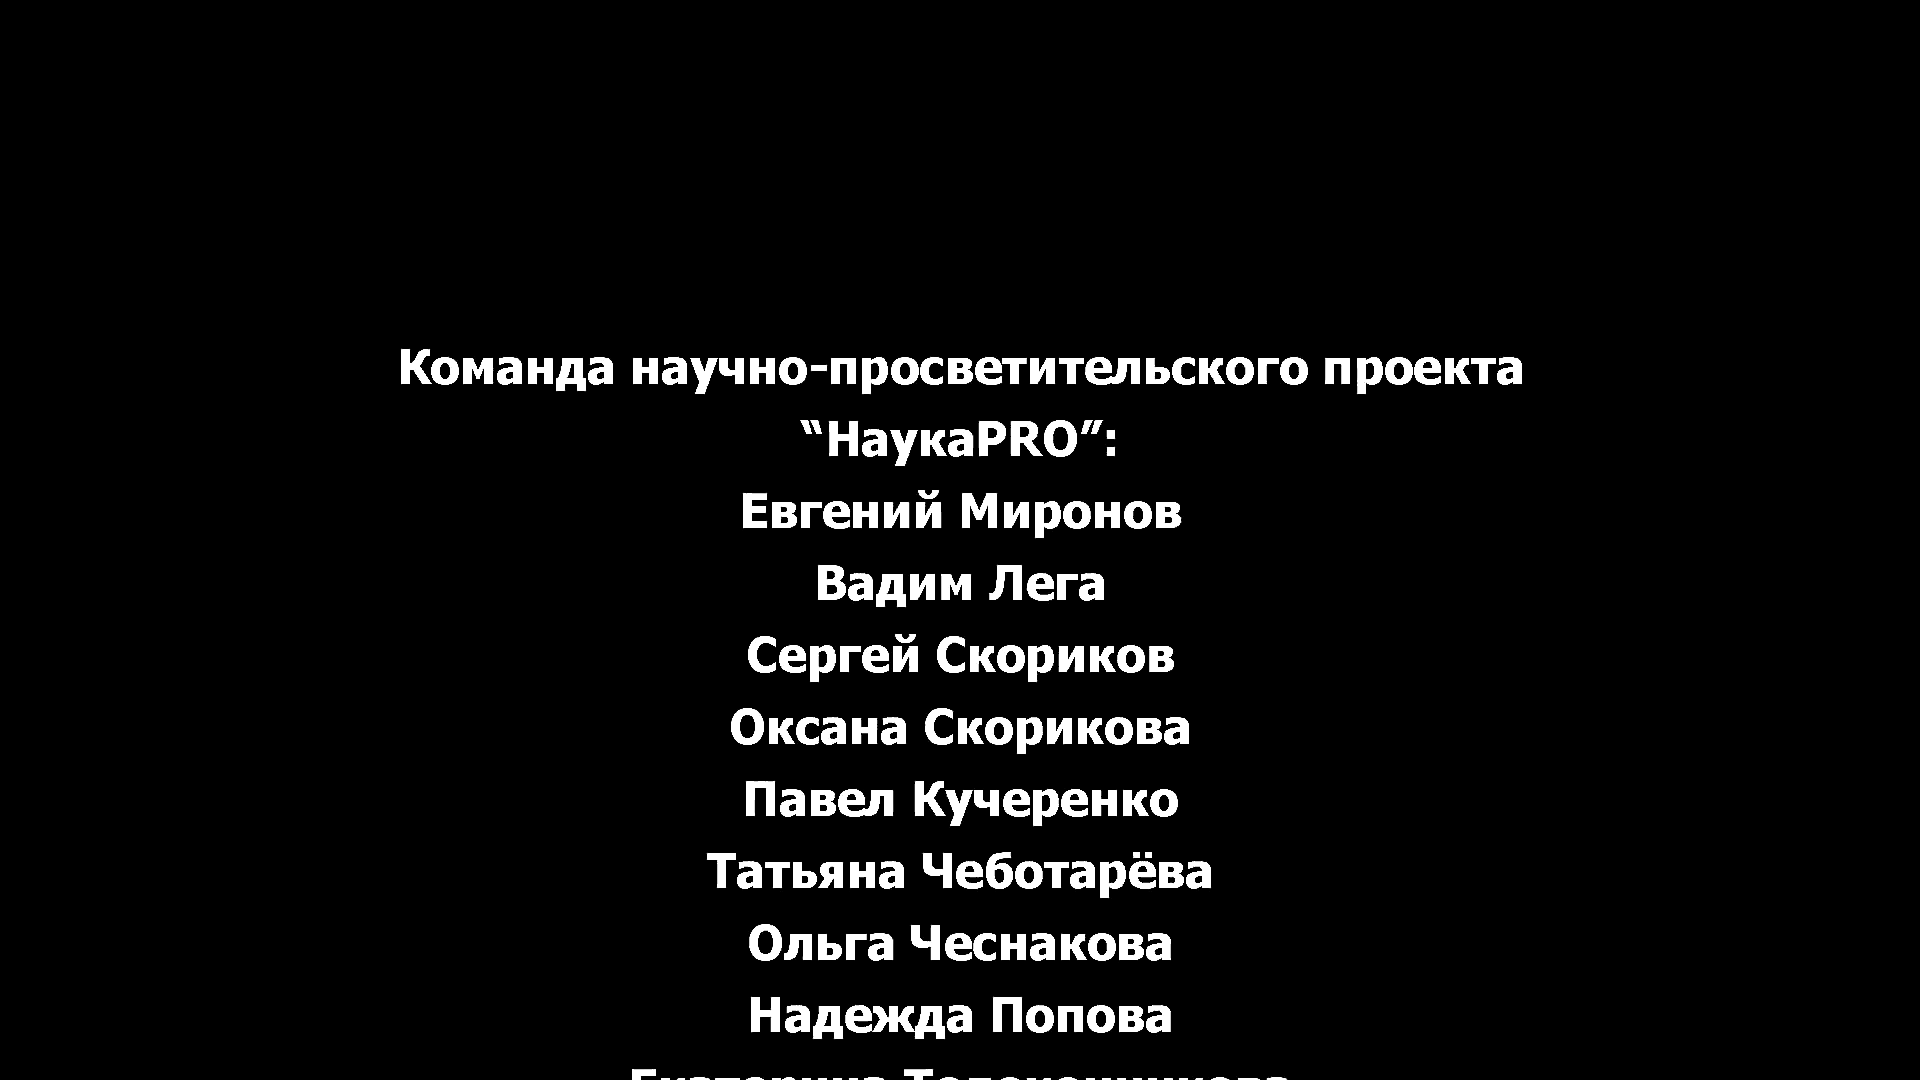 Команда научно-просветительского проекта
“НаукаPRO”:
Евгений Миронов
Вадим Лега
Сергей Скориков
Оксана Скорикова
Павел Кучеренко
Татьяна Чеботарёва
Ольга Чеснакова
Надежда Попова
Екатерина